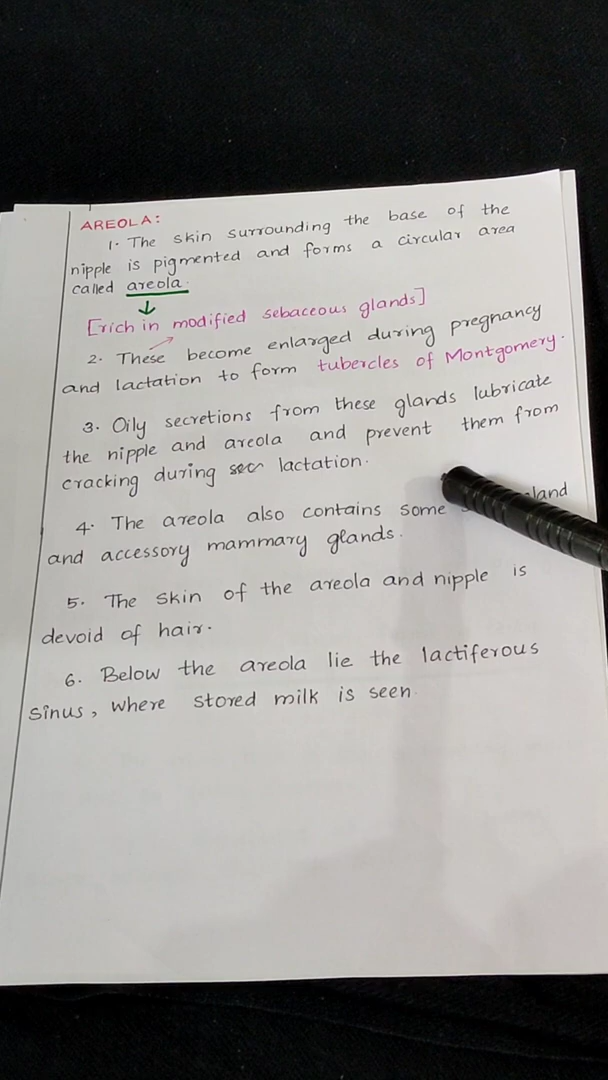 AREOLA:
1. The skin surrounding the base of the
nipple is pigmented and forms a circular area
called areola.
[rich in modified sebaceous glands]
2. These become enlarged during pregnancy
and lactation to form tubercles of Montgomery.
3. Oily secretions from these glands lubricate
the nipple and areola and prevent them from
cracking during lactation.
4. The areola also contains some
and accessory mammary glands.
5. The skin of the areola and nipple is
devoid of hair.
6. Below the areola lie the lactiferous
sinus, where stored milk is seen